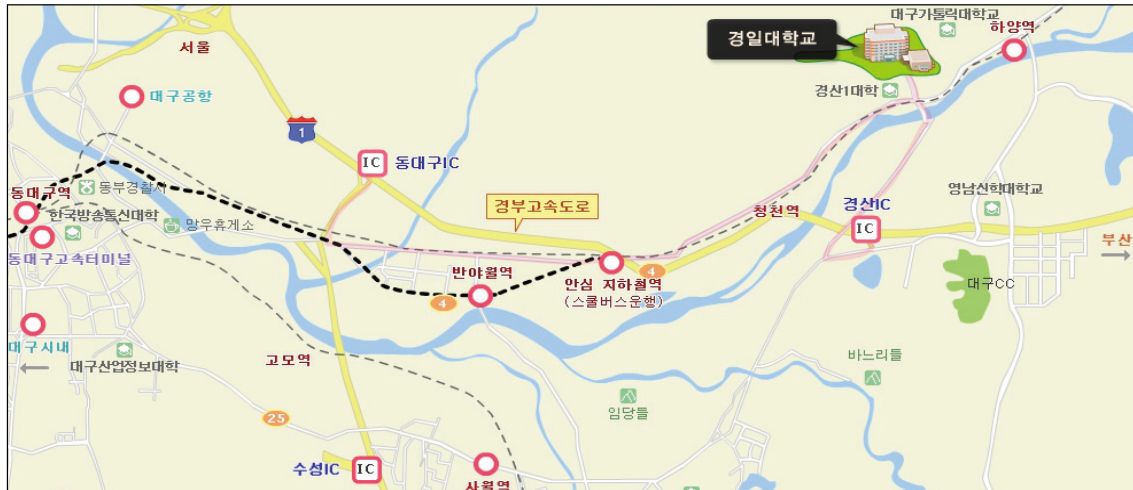 대구가톨릭대학교
경일대학교
하양역
서울
경산1대학
대구공항
1
IC
동대구IC
동부경찰서
동대구역
한국방송통신대학
망우휴게소
경부고속도로
청천역
영남신학대학교
경산IC
IC
부산
동대구고속터미널
반야월역
4
안심 지하철역
(스쿨버스운행)
4
대구CC
대구시내
대구산업정보대학
고모역
바느리들
임당들
25
수성IC
IC
사월역